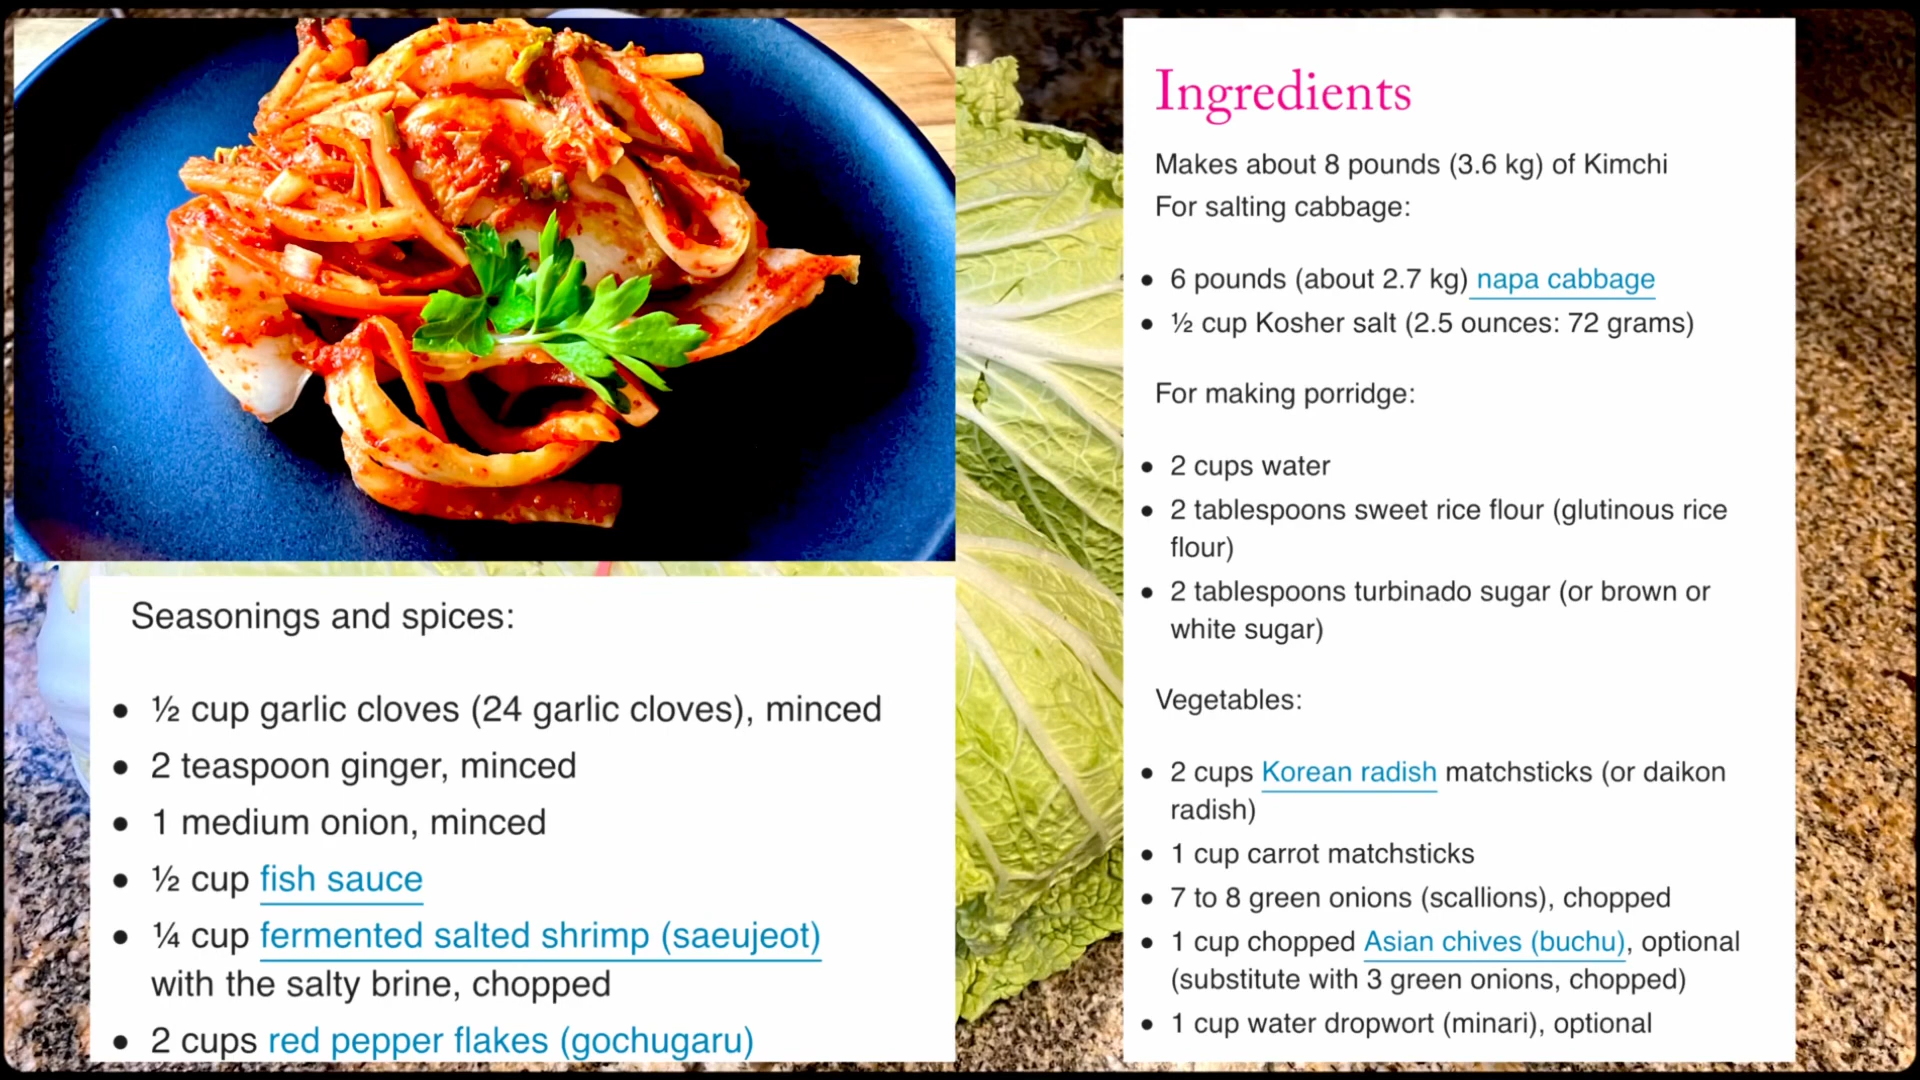 Ingredients
Makes about 8 pounds (3.6 kg) of Kimchi
For salting cabbage:
• 6 pounds (about 2.7 kg) napa cabbage
• ½ cup Kosher salt (2.5 ounces: 72 grams)
For making porridge:
• 2 cups water
• 2 tablespoons sweet rice flour (glutinous rice
flour)
• 2 tablespoons turbinado sugar (or brown or
white sugar)
Vegetables:
• 2 cups Korean radish matchsticks (or daikon
radish)
• 1 cup carrot matchsticks
• 7 to 8 green onions (scallions), chopped
• 1 cup chopped Asian chives (buchu), optional
(substitute with 3 green onions, chopped)
• 1 cup water dropwort (minari), optional
Seasonings and spices:
• ½ cup garlic cloves (24 garlic cloves), minced
• 2 teaspoon ginger, minced
• 1 medium onion, minced
• ½ cup fish sauce
• ¼ cup fermented salted shrimp (saeujeot)
with the salty brine, chopped
• 2 cups red pepper flakes (gochugaru)